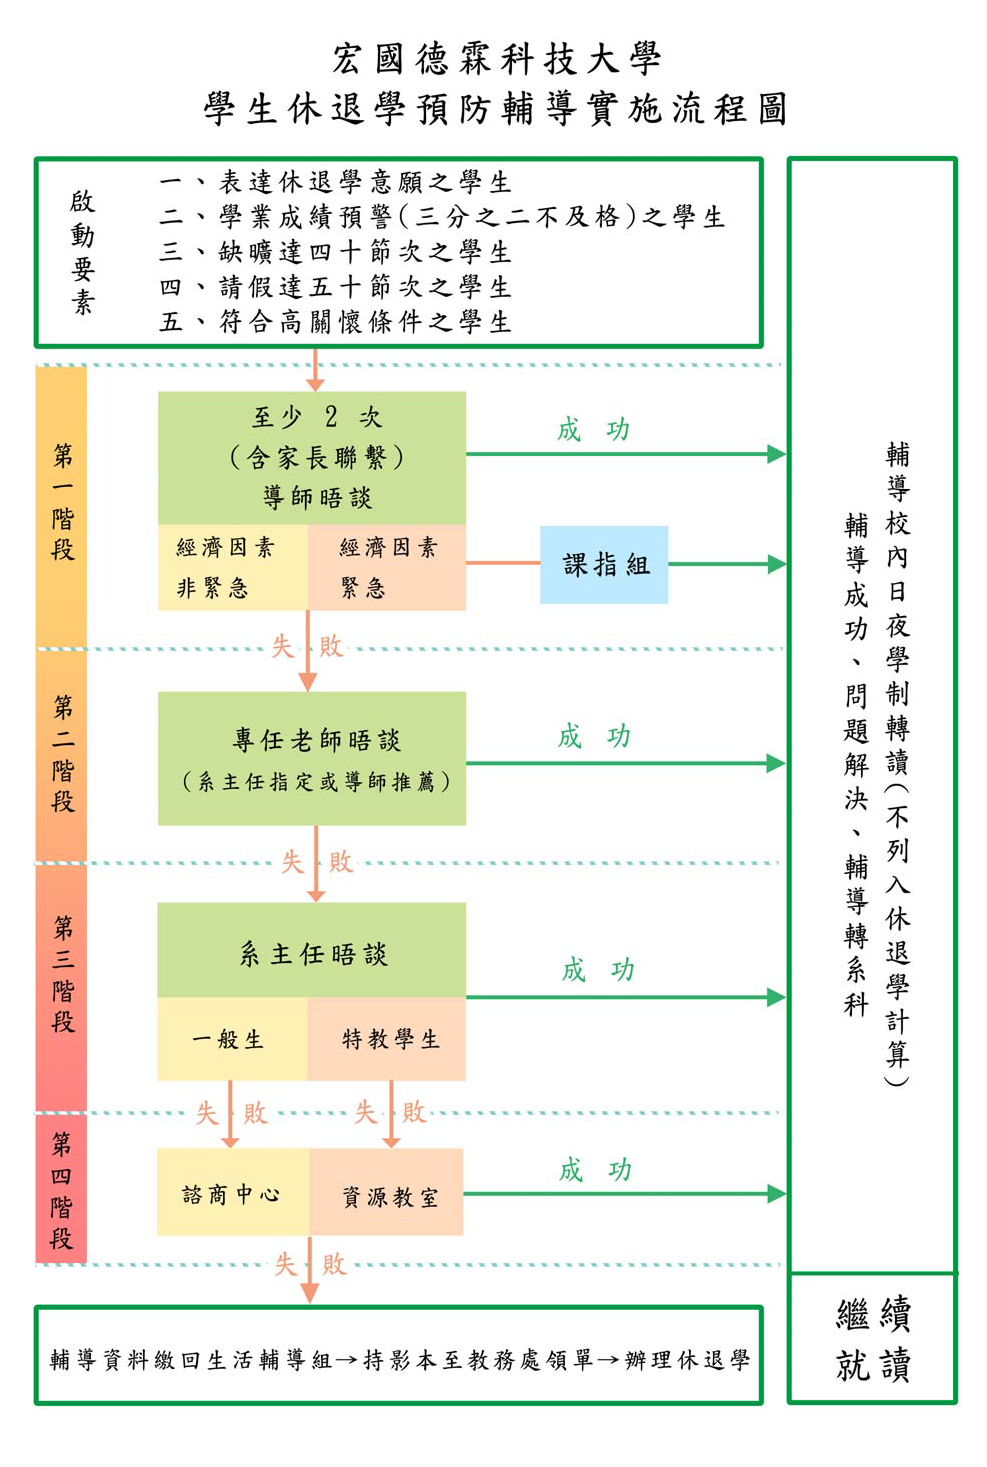 宏國德霖科技大學
學生休退學預防輔導實施流程圖
啟動要素
一、表達休退學意願之學生
二、學業成績預警(三分之二不及格)之學生
三、缺曠達四十節次之學生
四、請假達五十節次之學生
五、符合高關懷條件之學生
第一階段
至少 2 次
(含家長聯繫)
導師晤談
成功
經濟因素
非緊急
經濟因素
緊急
課指組
失敗
第二階段
專任老師晤談
(系主任指定或導師推薦)
成功
失敗
第三階段
系主任晤談
成功
一般生
特教學生
失敗
失敗
第四階段
諮商中心
資源教室
成功
失敗
輔導資料繳回生活輔導組→持影本至教務處領單→辦理休退學
輔導校內日夜學制轉讀(不列入休退學計算)
輔導成功、問題解決、輔導轉系科
繼續
就讀